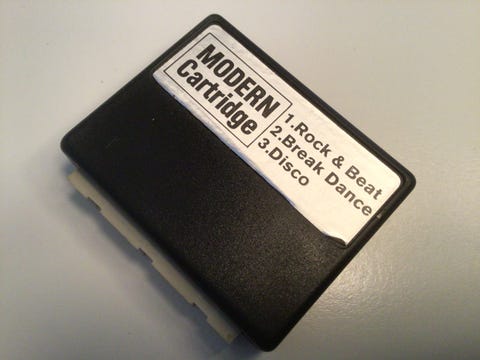 MODERN
Cartridge
1.Rock & Beat
2.Break Dance
3.Disco